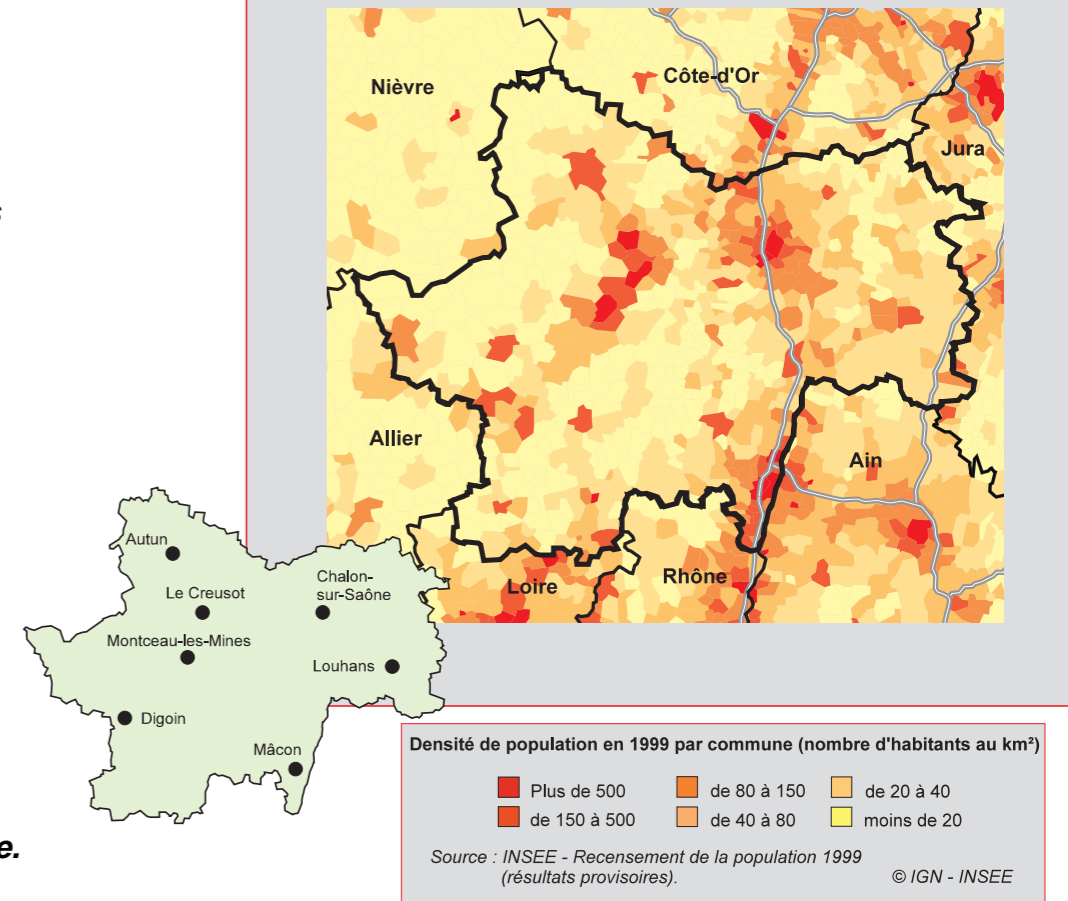 Nièvre
Côte-d'Or
Jura
Allier
Ain
Loire
Rhône
Autun
Le Creusot
Chalon-
sur-Saône
Montceau-les-Mines
Louhans
Digoin
Mâcon
s
e.
Densité de population en 1999 par commune (nombre d'habitants au km²)
Plus de 500 de 80 à 150 de 20 à 40
de 150 à 500 de 40 à 80 moins de 20
Source : INSEE - Recensement de la population 1999
(résultats provisoires). © IGN - INSEE